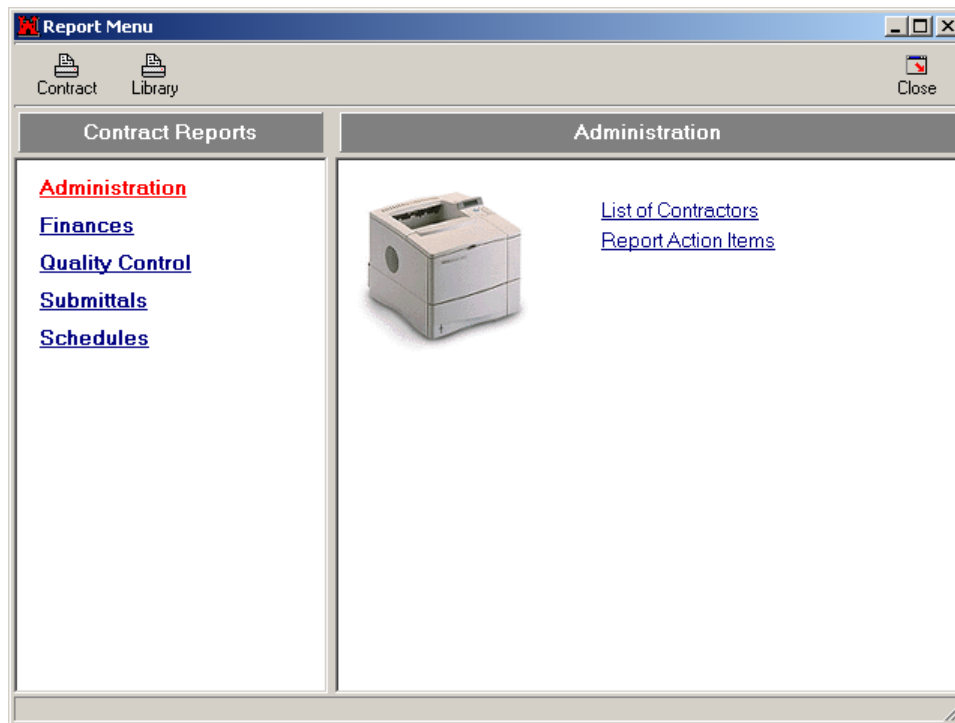 Report Menu
Contract Library Close
Contract Reports Administration
Administration
Finances
Quality Control
Submittals
Schedules
List of Contractors
Report Action Items